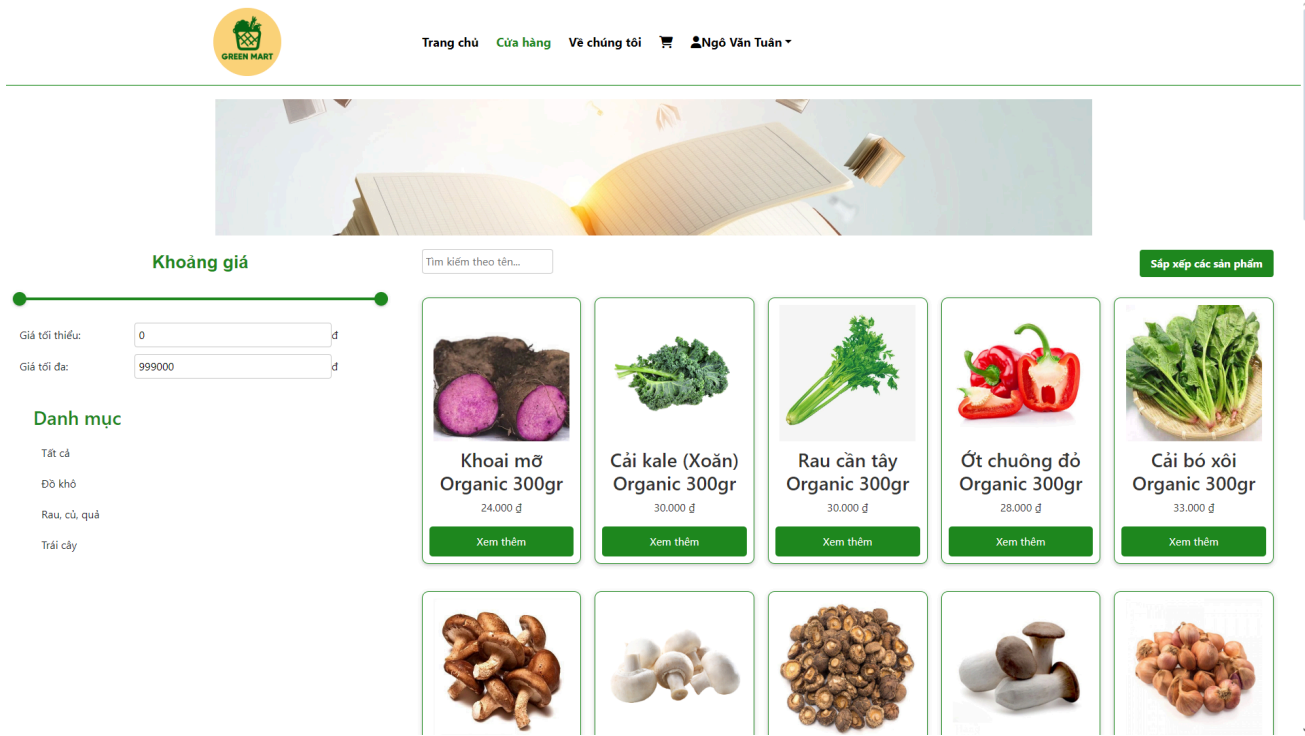 GREEN MART
Trang chủ Cửa hàng Về chúng tôi Ngô Văn Tuân
Khoảng giá
Tìm kiếm theo tên...
Sắp xếp các sản phẩm
Giá tối thiểu: 0 đ
Giá tối đa: 999000 đ
Danh mục
Tất cả
Đồ khô
Rau, củ, quả
Trái cây
Khoai mỡ
Organic 300gr
24.000 ₫
Xem thêm
Cải kale (Xoăn)
Organic 300gr
30.000 ₫
Xem thêm
Rau cần tây
Organic 300gr
30.000 ₫
Xem thêm
Ớt chuông đỏ
Organic 300gr
28.000 ₫
Xem thêm
Cải bó xôi
Organic 300gr
33.000 ₫
Xem thêm